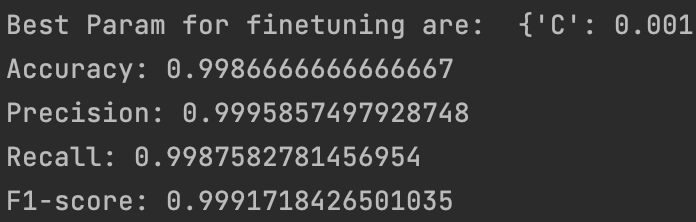 Best Param for finetuning are:  {'C': 0.001
Accuracy: 0.9986666666666667
Precision: 0.9995857497928748
Recall: 0.9987582781456954
F1-score: 0.9991718426501035